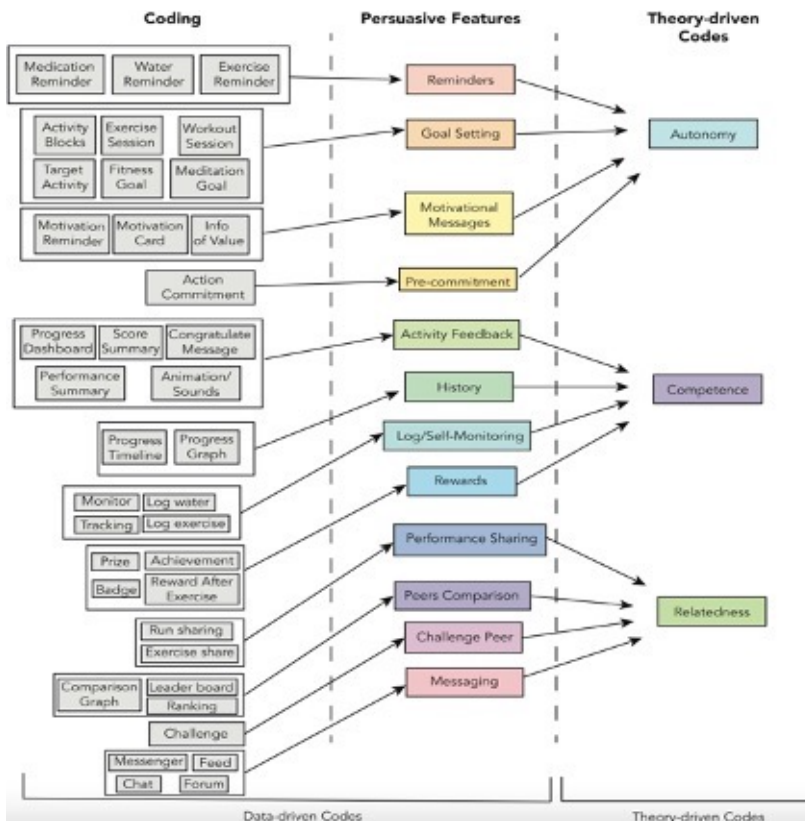 Coding
Persuasive Features
Theory-driven
Codes
Medication
Reminder
Water
Reminder
Exercise
Reminder
Reminders
Activity
Blocks
Exercise
Session
Workout
Session
Target
Activity
Fitness
Goal
Meditation
Goal
Goal Setting
Autonomy
Motivation
Reminder
Motivation
Card
Info
of Value
Motivational
Messages
Action
Commitment
Pre-commitment
Progress
Dashboard
Score
Summary
Congratulate
Message
Performance
Summary
Animation/
Sounds
Activity Feedback
History
Competence
Progress
Timeline
Progress
Graph
Log/Self-Monitoring
Monitor
Log water
Tracking
Log exercise
Rewards
Prize
Achievement
Badge
Reward After
Exercise
Performance Sharing
Run sharing
Exercise share
Peers Comparison
Relatedness
Comparison
Graph
Leader board
Ranking
Challenge Peer
Challenge
Messaging
Messenger
Feed
Chat
Forum
Data-driven Codes
Theory-driven Codes